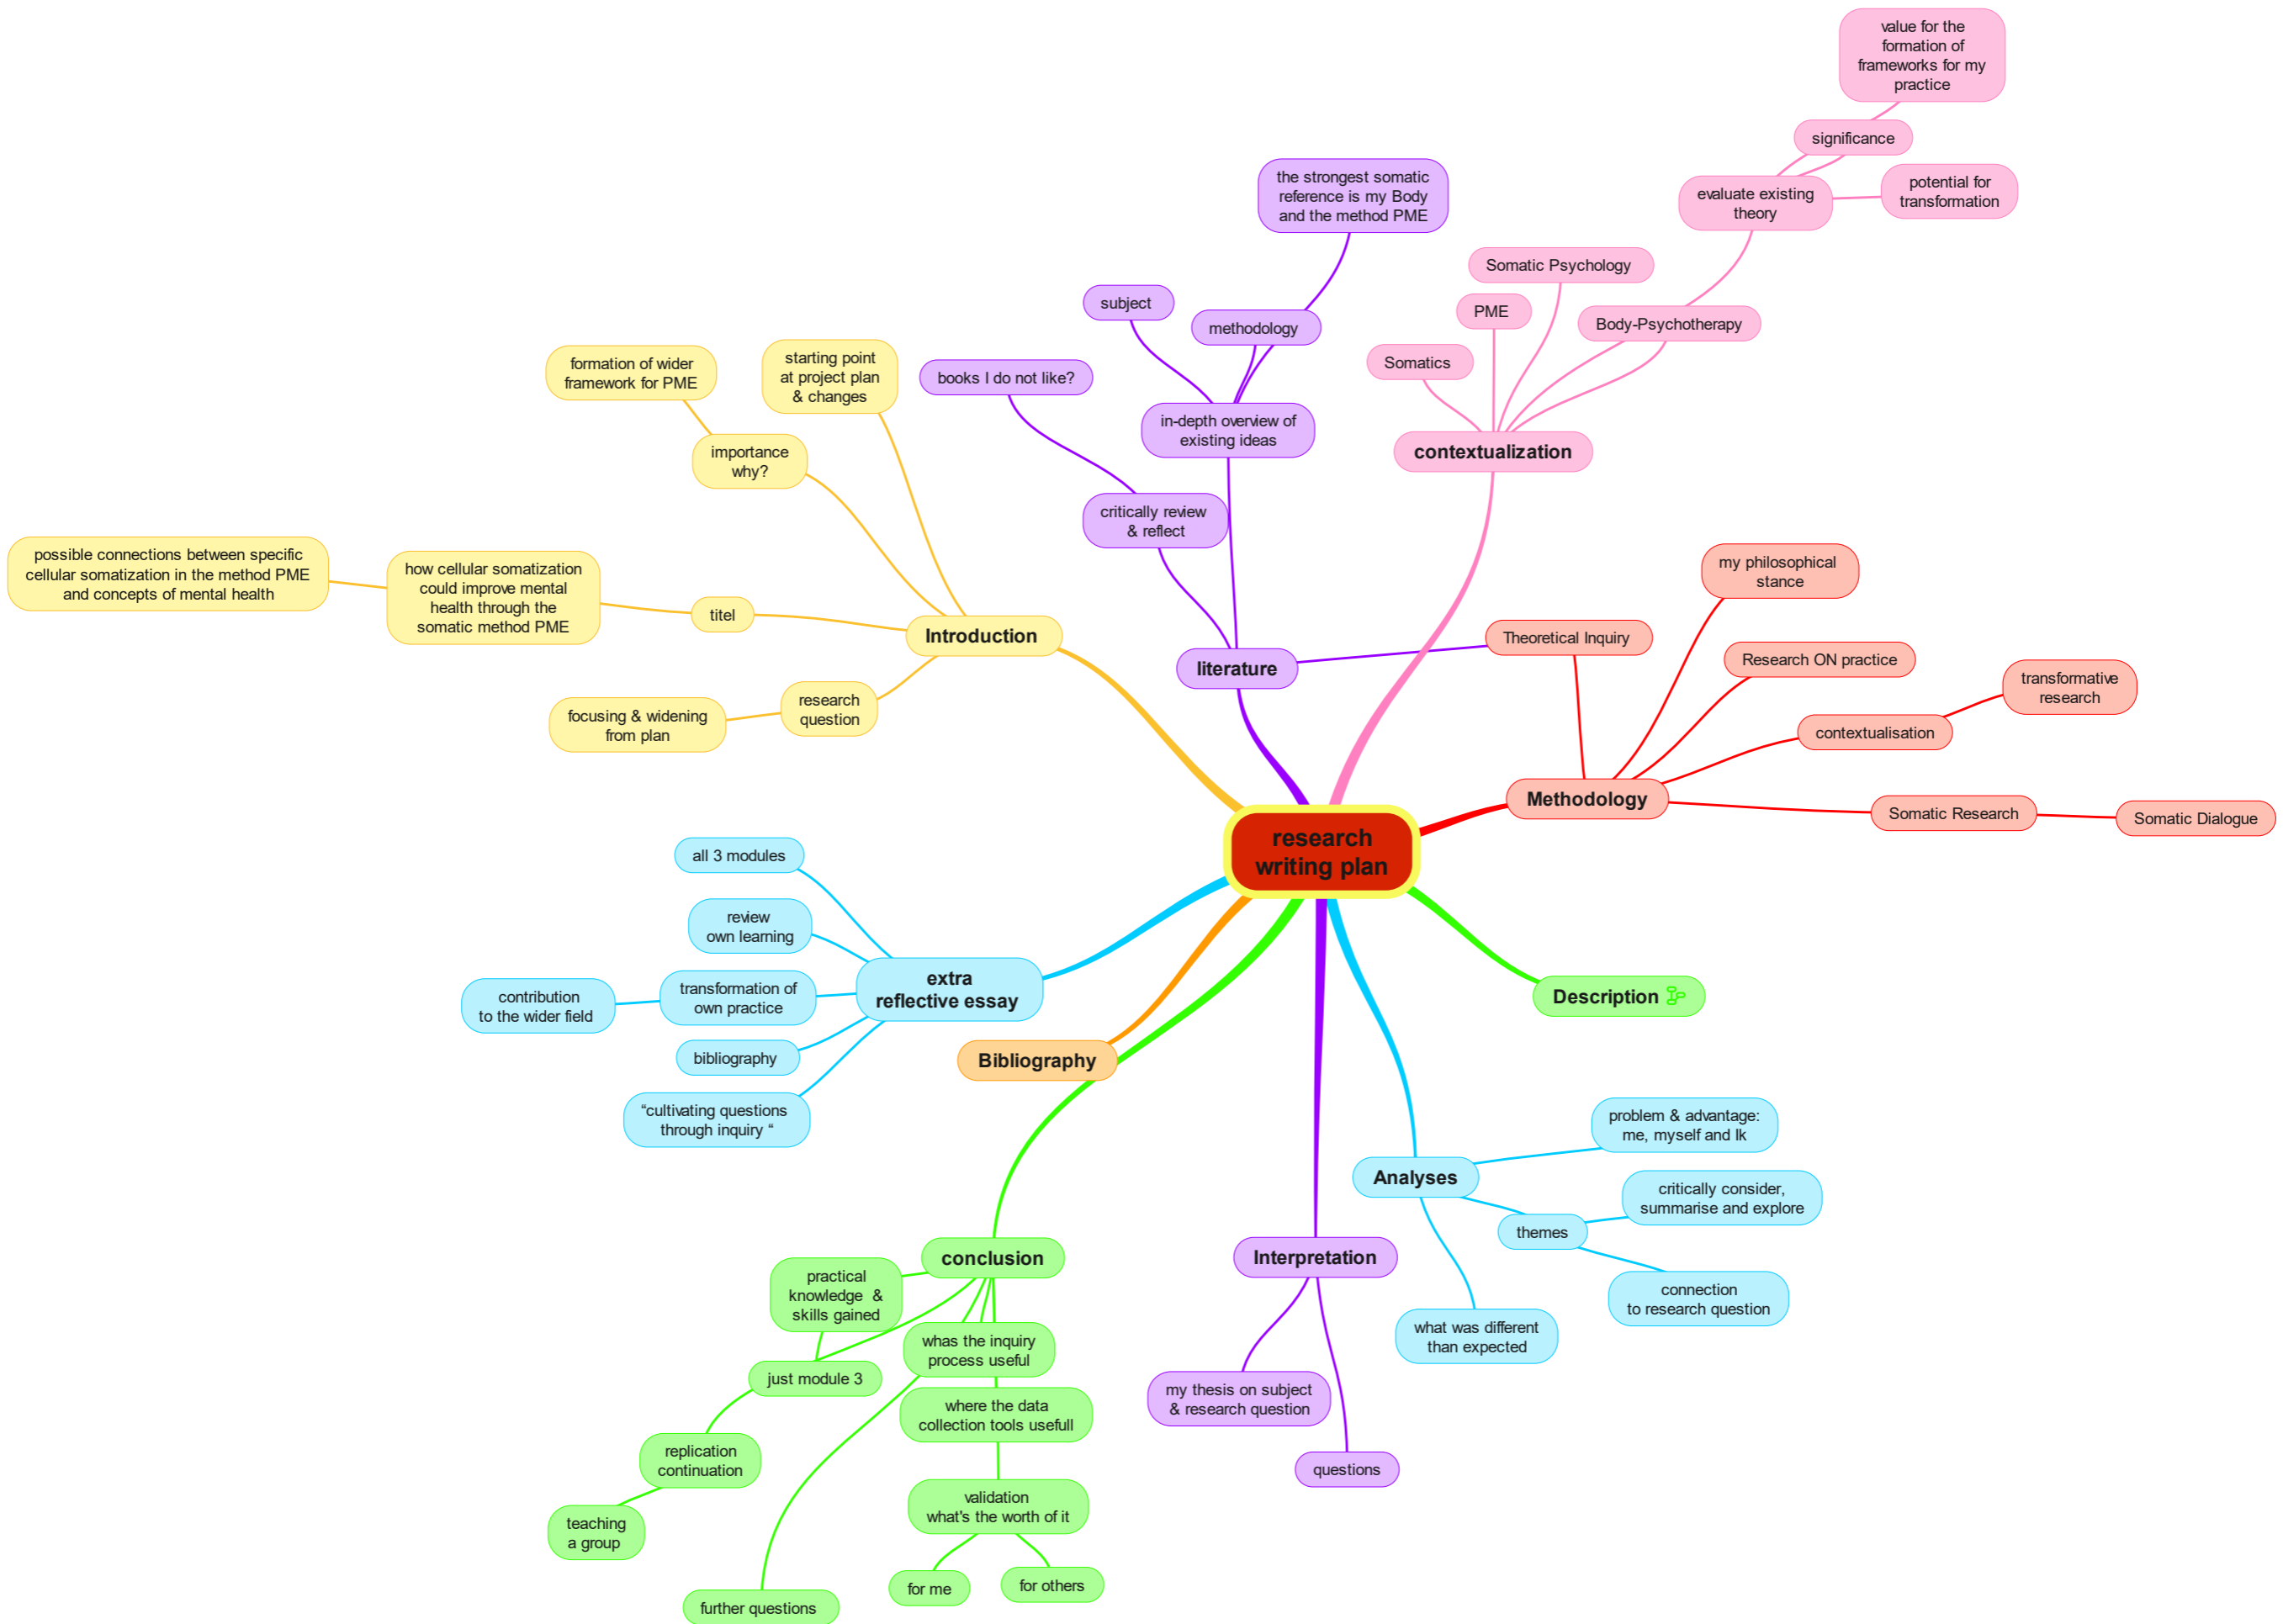 value for the
formation of
frameworks for my
practice
significance
evaluate existing
theory
potential for
transformation
Somatic Psychology
PME
Body-Psychotherapy
Somatics
contextualization
the strongest somatic
reference is my Body
and the method PME
subject
methodology
books I do not like?
in-depth overview of
existing ideas
critically review
& reflect
literature
starting point
at project plan
& changes
formation of wider
framework for PME
importance
why?
possible connections between specific
cellular somatization in the method PME
and concepts of mental health
how cellular somatization
could improve mental
health through the
somatic method PME
titel
Introduction
research
question
focusing & widening
from plan
my philosophical
stance
Theoretical Inquiry
Research ON practice
transformative
research
contextualisation
Methodology
Somatic Research
Somatic Dialogue
research
writing plan
all 3 modules
review
own learning
extra
reflective essay
transformation of
own practice
contribution
to the wider field
bibliography
“cultivating questions
through inquiry “
Bibliography
Description
problem & advantage:
me, myself and Ik
Analyses
critically consider,
summarise and explore
themes
connection
to research question
what was different
than expected
Interpretation
my thesis on subject
& research question
questions
conclusion
practical
knowledge &
skills gained
whas the inquiry
process useful
just module 3
where the data
collection tools usefull
replication
continuation
validation
what's the worth of it
teaching
a group
for me
for others
further questions